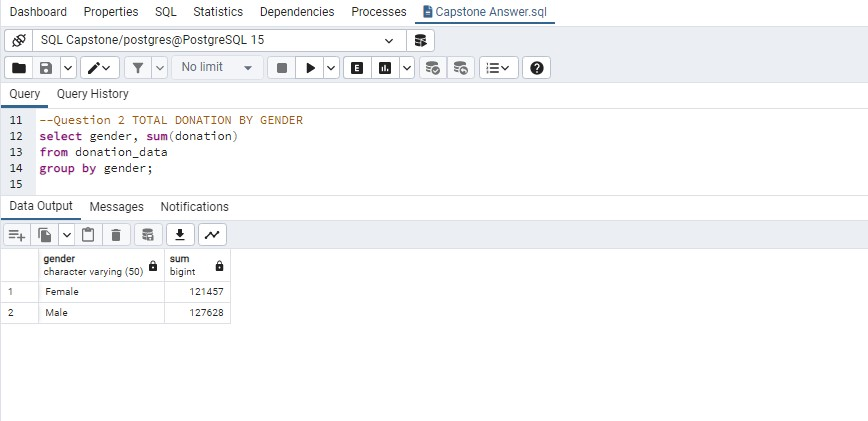 Dashboard Properties SQL Statistics Dependencies Processes Capstone Answer.sql
SQL Capstone/postgres@PostgreSQL 15
No limit E
Query Query History
11 --Question 2 TOTAL DONATION BY GENDER
12 select gender, sum(donation)
13 from donation_data
14 group by gender;
15
Data Output Messages Notifications
gender sum
character varying (50) bigint
1 Female 121457
2 Male 127628